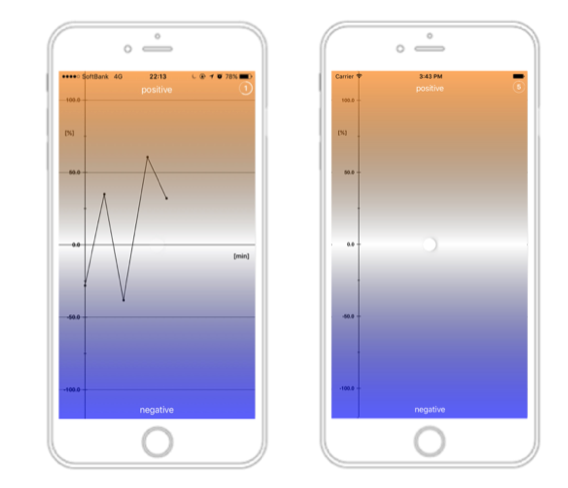 SoftBank 4G 22:13 78%
positive
1
100.0
[%]
50.0
0.0
[min]
-50.0
-100.0
negative
Carrier 3:43 PM
positive
5
100.0
[%]
50.0
0.0
-50.0
-100.0
negative